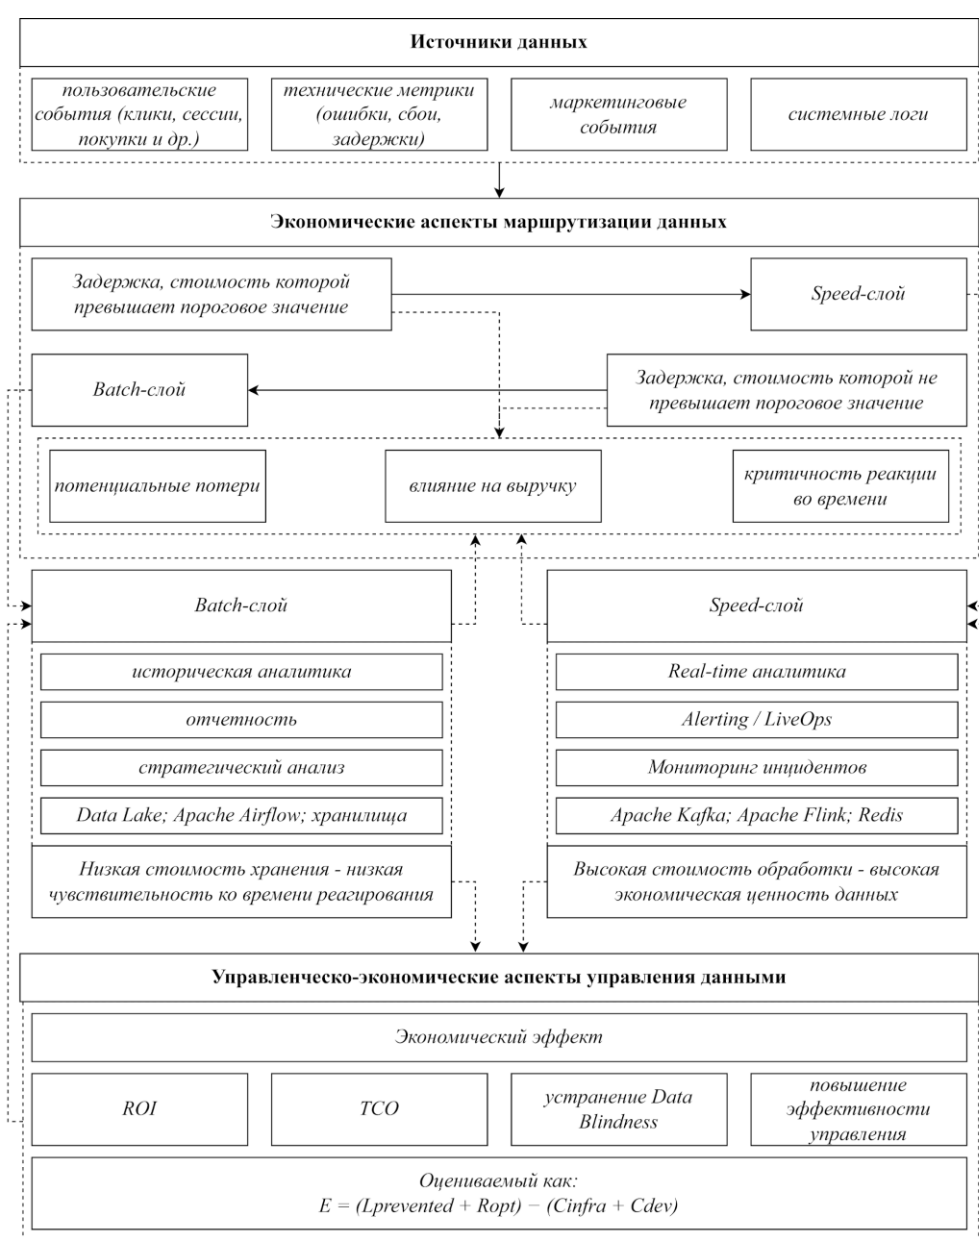 Источники данных
пользовательские
события (клики, сессии,
покупки и др.)
технические метрики
(ошибки, сбои,
задержки)
маркетинговые
события
системные логи
Экономические аспекты маршрутизации данных
Задержка, стоимость которой
превышает пороговое значение
Speed-слой
Batch-слой
Задержка, стоимость которой не
превышает пороговое значение
потенциальные потери
влияние на выручку
критичность реакции
во времени
Batch-слой
историческая аналитика
отчетность
стратегический анализ
Data Lake; Apache Airflow; хранилища
Низкая стоимость хранения - низкая
чувствительность ко времени реагирования
Speed-слой
Real-time аналитика
Alerting / LiveOps
Мониторинг инцидентов
Apache Kafka; Apache Flink; Redis
Высокая стоимость обработки - высокая
экономическая ценность данных
Управленческо-экономические аспекты управления данными
Экономический эффект
ROI
TCO
устранение Data
Blindness
повышение
эффективности
управления
Оцениваемый как:
E = (Lprevented + Ropt) − (Cinfra + Cdev)